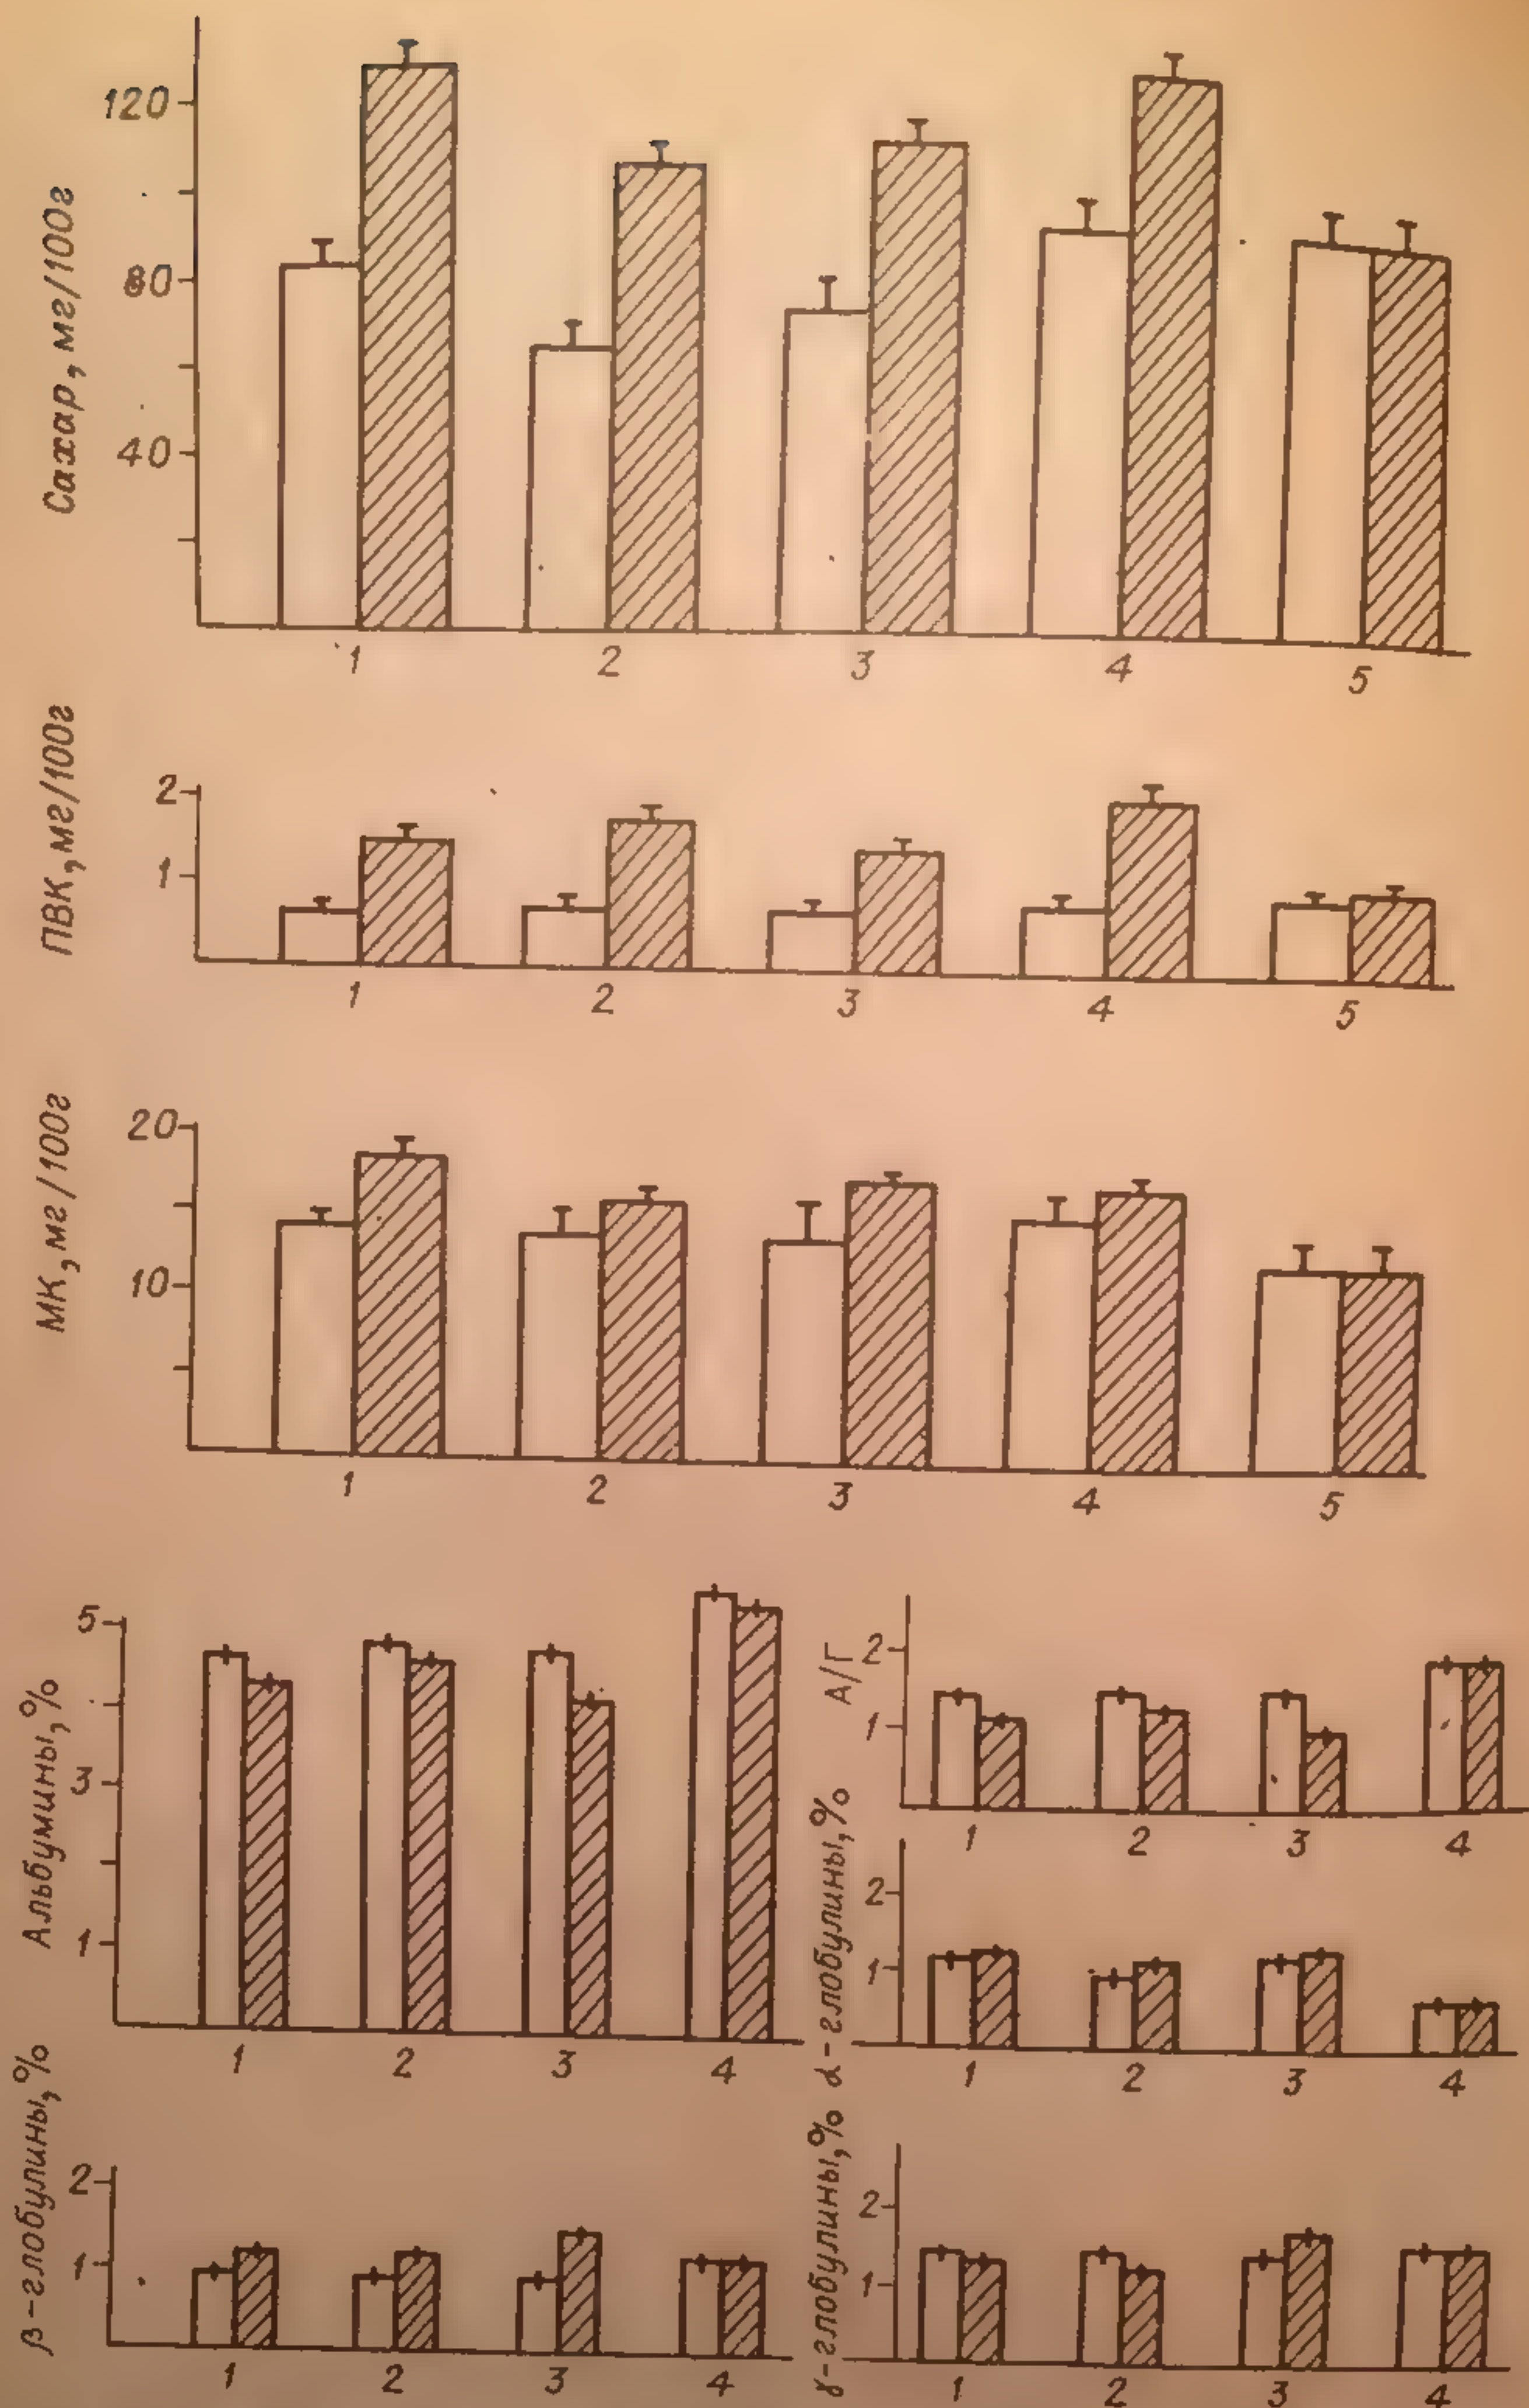 Сахар, мг/100г
120
80
40
1 2 3 4 5
ПВК, мг/100г
2
1
1 2 3 4 5
МК, мг/100г
20
10
1 2 3 4 5
Альбумины, %
5
3
1
1 2 3 4
А/Г
2
1
1 2 3 4
α-глобулины, %
2
1
1 2 3 4
β-глобулины, %
2
1
1 2 3 4
γ-глобулины, %
2
1
1 2 3 4